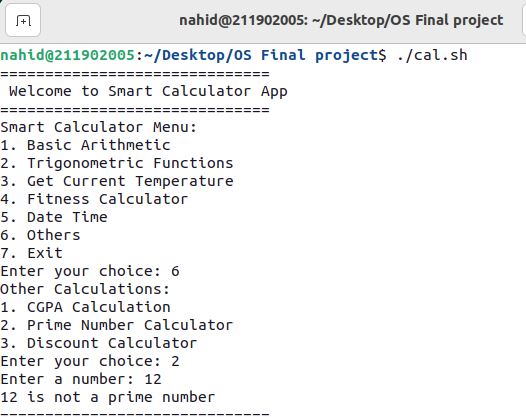 nahid@211902005: ~/Desktop/OS Final project
nahid@211902005:~/Desktop/OS Final project$ ./cal.sh
==============================
 Welcome to Smart Calculator App
==============================
Smart Calculator Menu:
1. Basic Arithmetic
2. Trigonometric Functions
3. Get Current Temperature
4. Fitness Calculator
5. Date Time
6. Others
7. Exit
Enter your choice: 6
Other Calculations:
1. CGPA Calculation
2. Prime Number Calculator
3. Discount Calculator
Enter your choice: 2
Enter a number: 12
12 is not a prime number
==============================